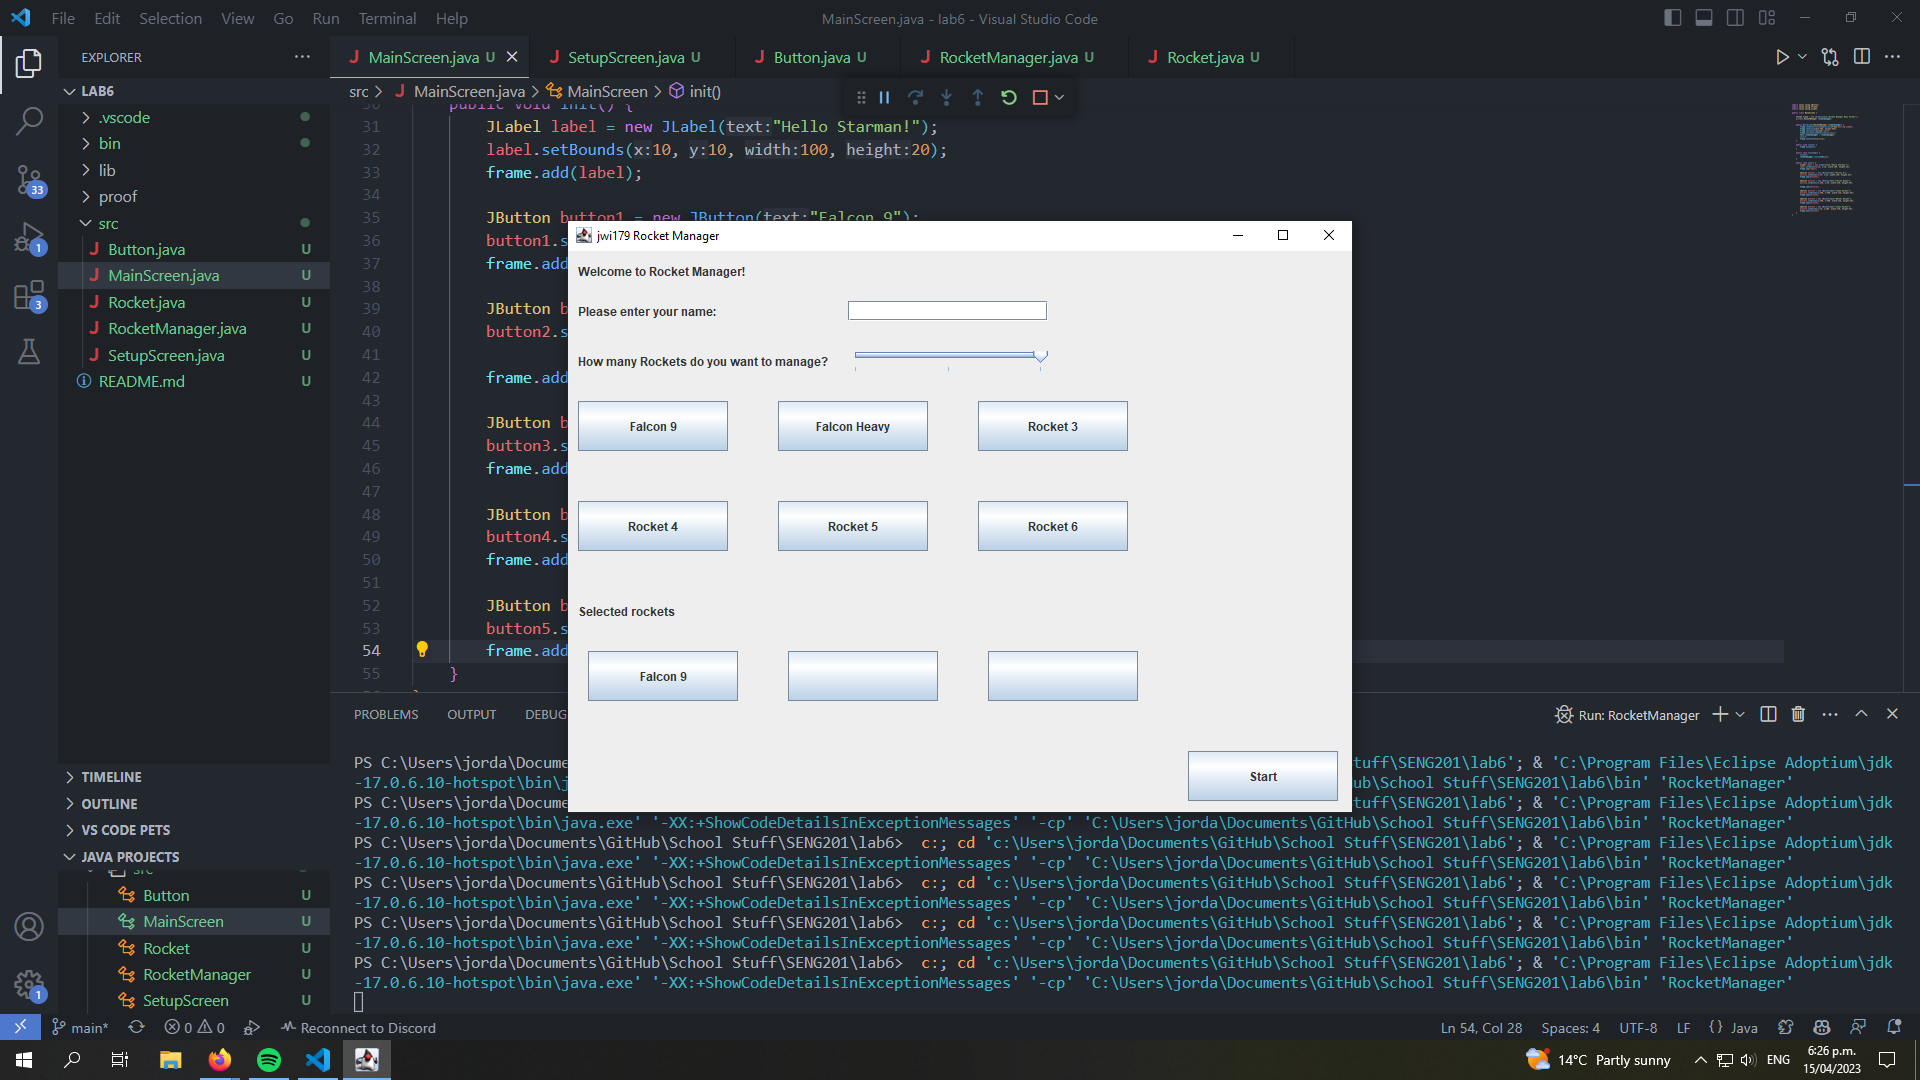 File Edit Selection View Go Run Terminal Help
MainScreen.java - lab6 - Visual Studio Code
EXPLORER
MainScreen.java U
SetupScreen.java U
Button.java U
RocketManager.java U
Rocket.java U
src > MainScreen.java > MainScreen > init()
LAB6
.vscode
bin
lib
proof
src
Button.java U
MainScreen.java U
Rocket.java U
RocketManager.java U
SetupScreen.java U
README.md U
33
1
3
1
TIMELINE
OUTLINE
VS CODE PETS
JAVA PROJECTS
src
Button U
MainScreen U
Rocket U
RocketManager U
SetupScreen U
30 public void init() {
31 JLabel label = new JLabel(text:"Hello Starman!");
32 label.setBounds(x:10, y:10, width:100, height:20);
33 frame.add(label);
34
35 JButton button1 = new JButton(text:"Falcon 9");
36 button1.s
37 frame.add
38
39 JButton b
40 button2.s
41
42 frame.add
43
44 JButton b
45 button3.s
46 frame.add
47
48 JButton b
49 button4.s
50 frame.add
51
52 JButton b
53 button5.s
54 frame.add
55 }
jwi179 Rocket Manager
Welcome to Rocket Manager!
Please enter your name:
How many Rockets do you want to manage?
Falcon 9 Falcon Heavy Rocket 3
Rocket 4 Rocket 5 Rocket 6
Selected rockets
Falcon 9
Start
PROBLEMS OUTPUT DEBUG
Run: RocketManager
PS C:\Users\jorda\Docume tuff\SENG201\lab6'; & 'C:\Program Files\Eclipse Adoptium\jdk
-17.0.6.10-hotspot\bin\j hub\School Stuff\SENG201\lab6\bin' 'RocketManager'
PS C:\Users\jorda\Docume tuff\SENG201\lab6'; & 'C:\Program Files\Eclipse Adoptium\jdk
-17.0.6.10-hotspot\bin\java.exe' '-XX:+ShowCodeDetailsInExceptionMessages' '-cp' 'C:\Users\jorda\Documents\GitHub\School Stuff\SENG201\lab6\bin' 'RocketManager'
PS C:\Users\jorda\Documents\GitHub\School Stuff\SENG201\lab6> c:; cd 'c:\Users\jorda\Documents\GitHub\School Stuff\SENG201\lab6'; & 'C:\Program Files\Eclipse Adoptium\jdk
-17.0.6.10-hotspot\bin\java.exe' '-XX:+ShowCodeDetailsInExceptionMessages' '-cp' 'C:\Users\jorda\Documents\GitHub\School Stuff\SENG201\lab6\bin' 'RocketManager'
PS C:\Users\jorda\Documents\GitHub\School Stuff\SENG201\lab6> c:; cd 'c:\Users\jorda\Documents\GitHub\School Stuff\SENG201\lab6'; & 'C:\Program Files\Eclipse Adoptium\jdk
-17.0.6.10-hotspot\bin\java.exe' '-XX:+ShowCodeDetailsInExceptionMessages' '-cp' 'C:\Users\jorda\Documents\GitHub\School Stuff\SENG201\lab6\bin' 'RocketManager'
PS C:\Users\jorda\Documents\GitHub\School Stuff\SENG201\lab6> c:; cd 'c:\Users\jorda\Documents\GitHub\School Stuff\SENG201\lab6'; & 'C:\Program Files\Eclipse Adoptium\jdk
-17.0.6.10-hotspot\bin\java.exe' '-XX:+ShowCodeDetailsInExceptionMessages' '-cp' 'C:\Users\jorda\Documents\GitHub\School Stuff\SENG201\lab6\bin' 'RocketManager'
PS C:\Users\jorda\Documents\GitHub\School Stuff\SENG201\lab6> c:; cd 'c:\Users\jorda\Documents\GitHub\School Stuff\SENG201\lab6'; & 'C:\Program Files\Eclipse Adoptium\jdk
-17.0.6.10-hotspot\bin\java.exe' '-XX:+ShowCodeDetailsInExceptionMessages' '-cp' 'C:\Users\jorda\Documents\GitHub\School Stuff\SENG201\lab6\bin' 'RocketManager'
main* 0 0 Reconnect to Discord
Ln 54, Col 28 Spaces: 4 UTF-8 LF {} Java
14°C Partly sunny ENG
6:26 p.m.
15/04/2023